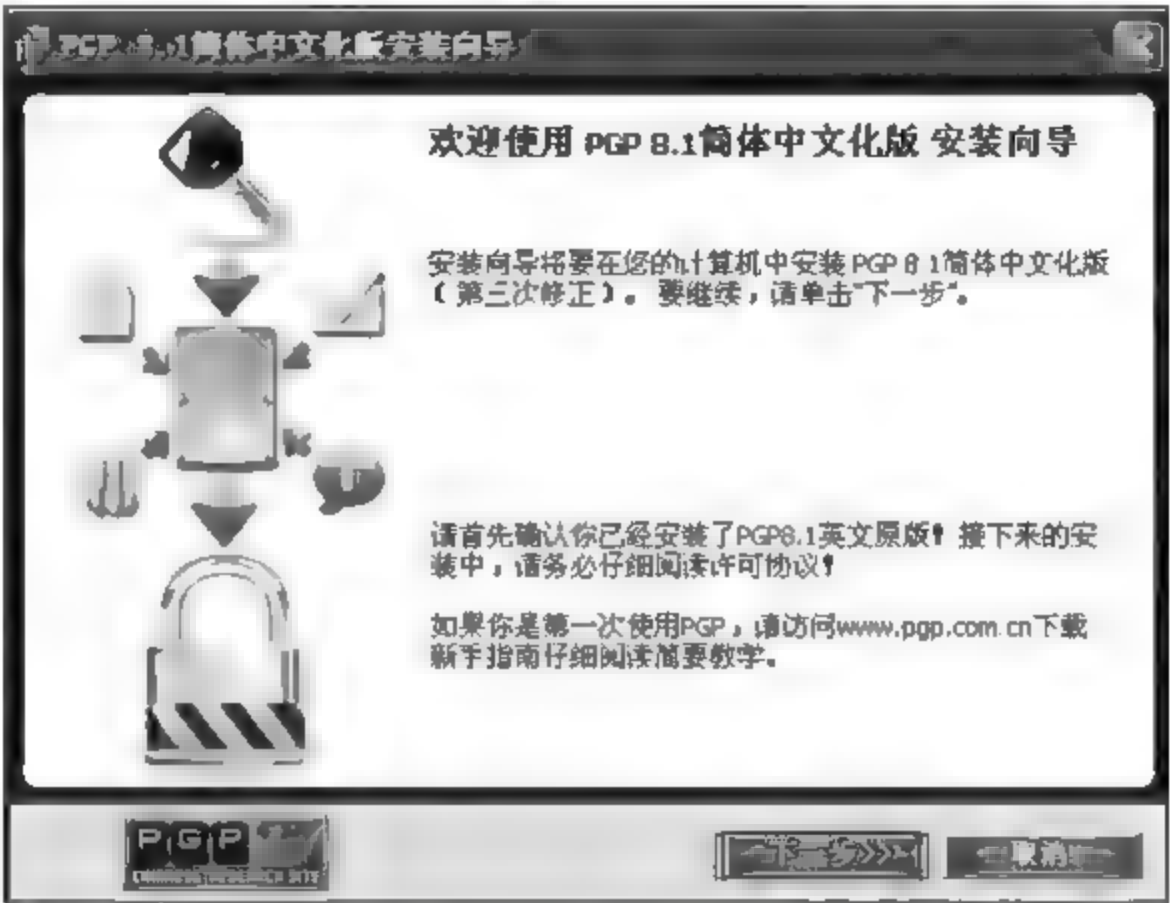 PGP 8.1简体中文化版安装向导
欢迎使用 PGP 8.1简体中文化版 安装向导
安装向导将要在您的计算机中安装 PGP 8 1简体中文化版
（第三次修正）。 要继续，请单击"下一步"。
请首先确认你已经安装了PGP8.1英文原版！ 接下来的安
装中，请务必仔细阅读许可协议！
如果你是第一次使用PGP，请访问www.pgp.com.cn下载
新手指南仔细阅读简要教学。
PGP
下一步>>>
取消